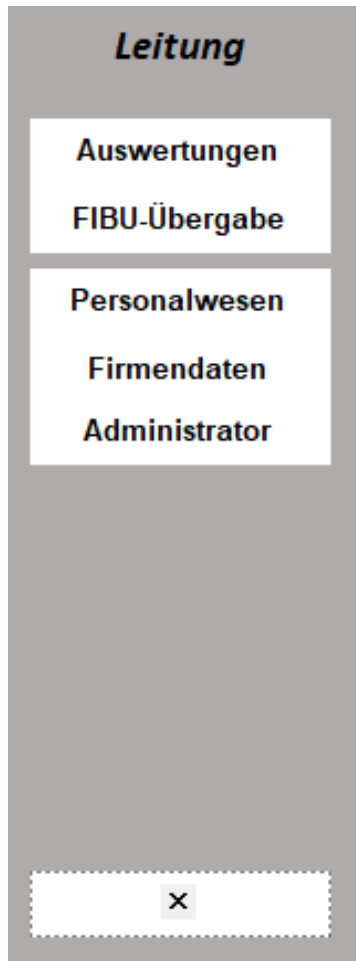 Leitung
Auswertungen
FIBU-Übergabe
Personalwesen
Firmendaten
Administrator